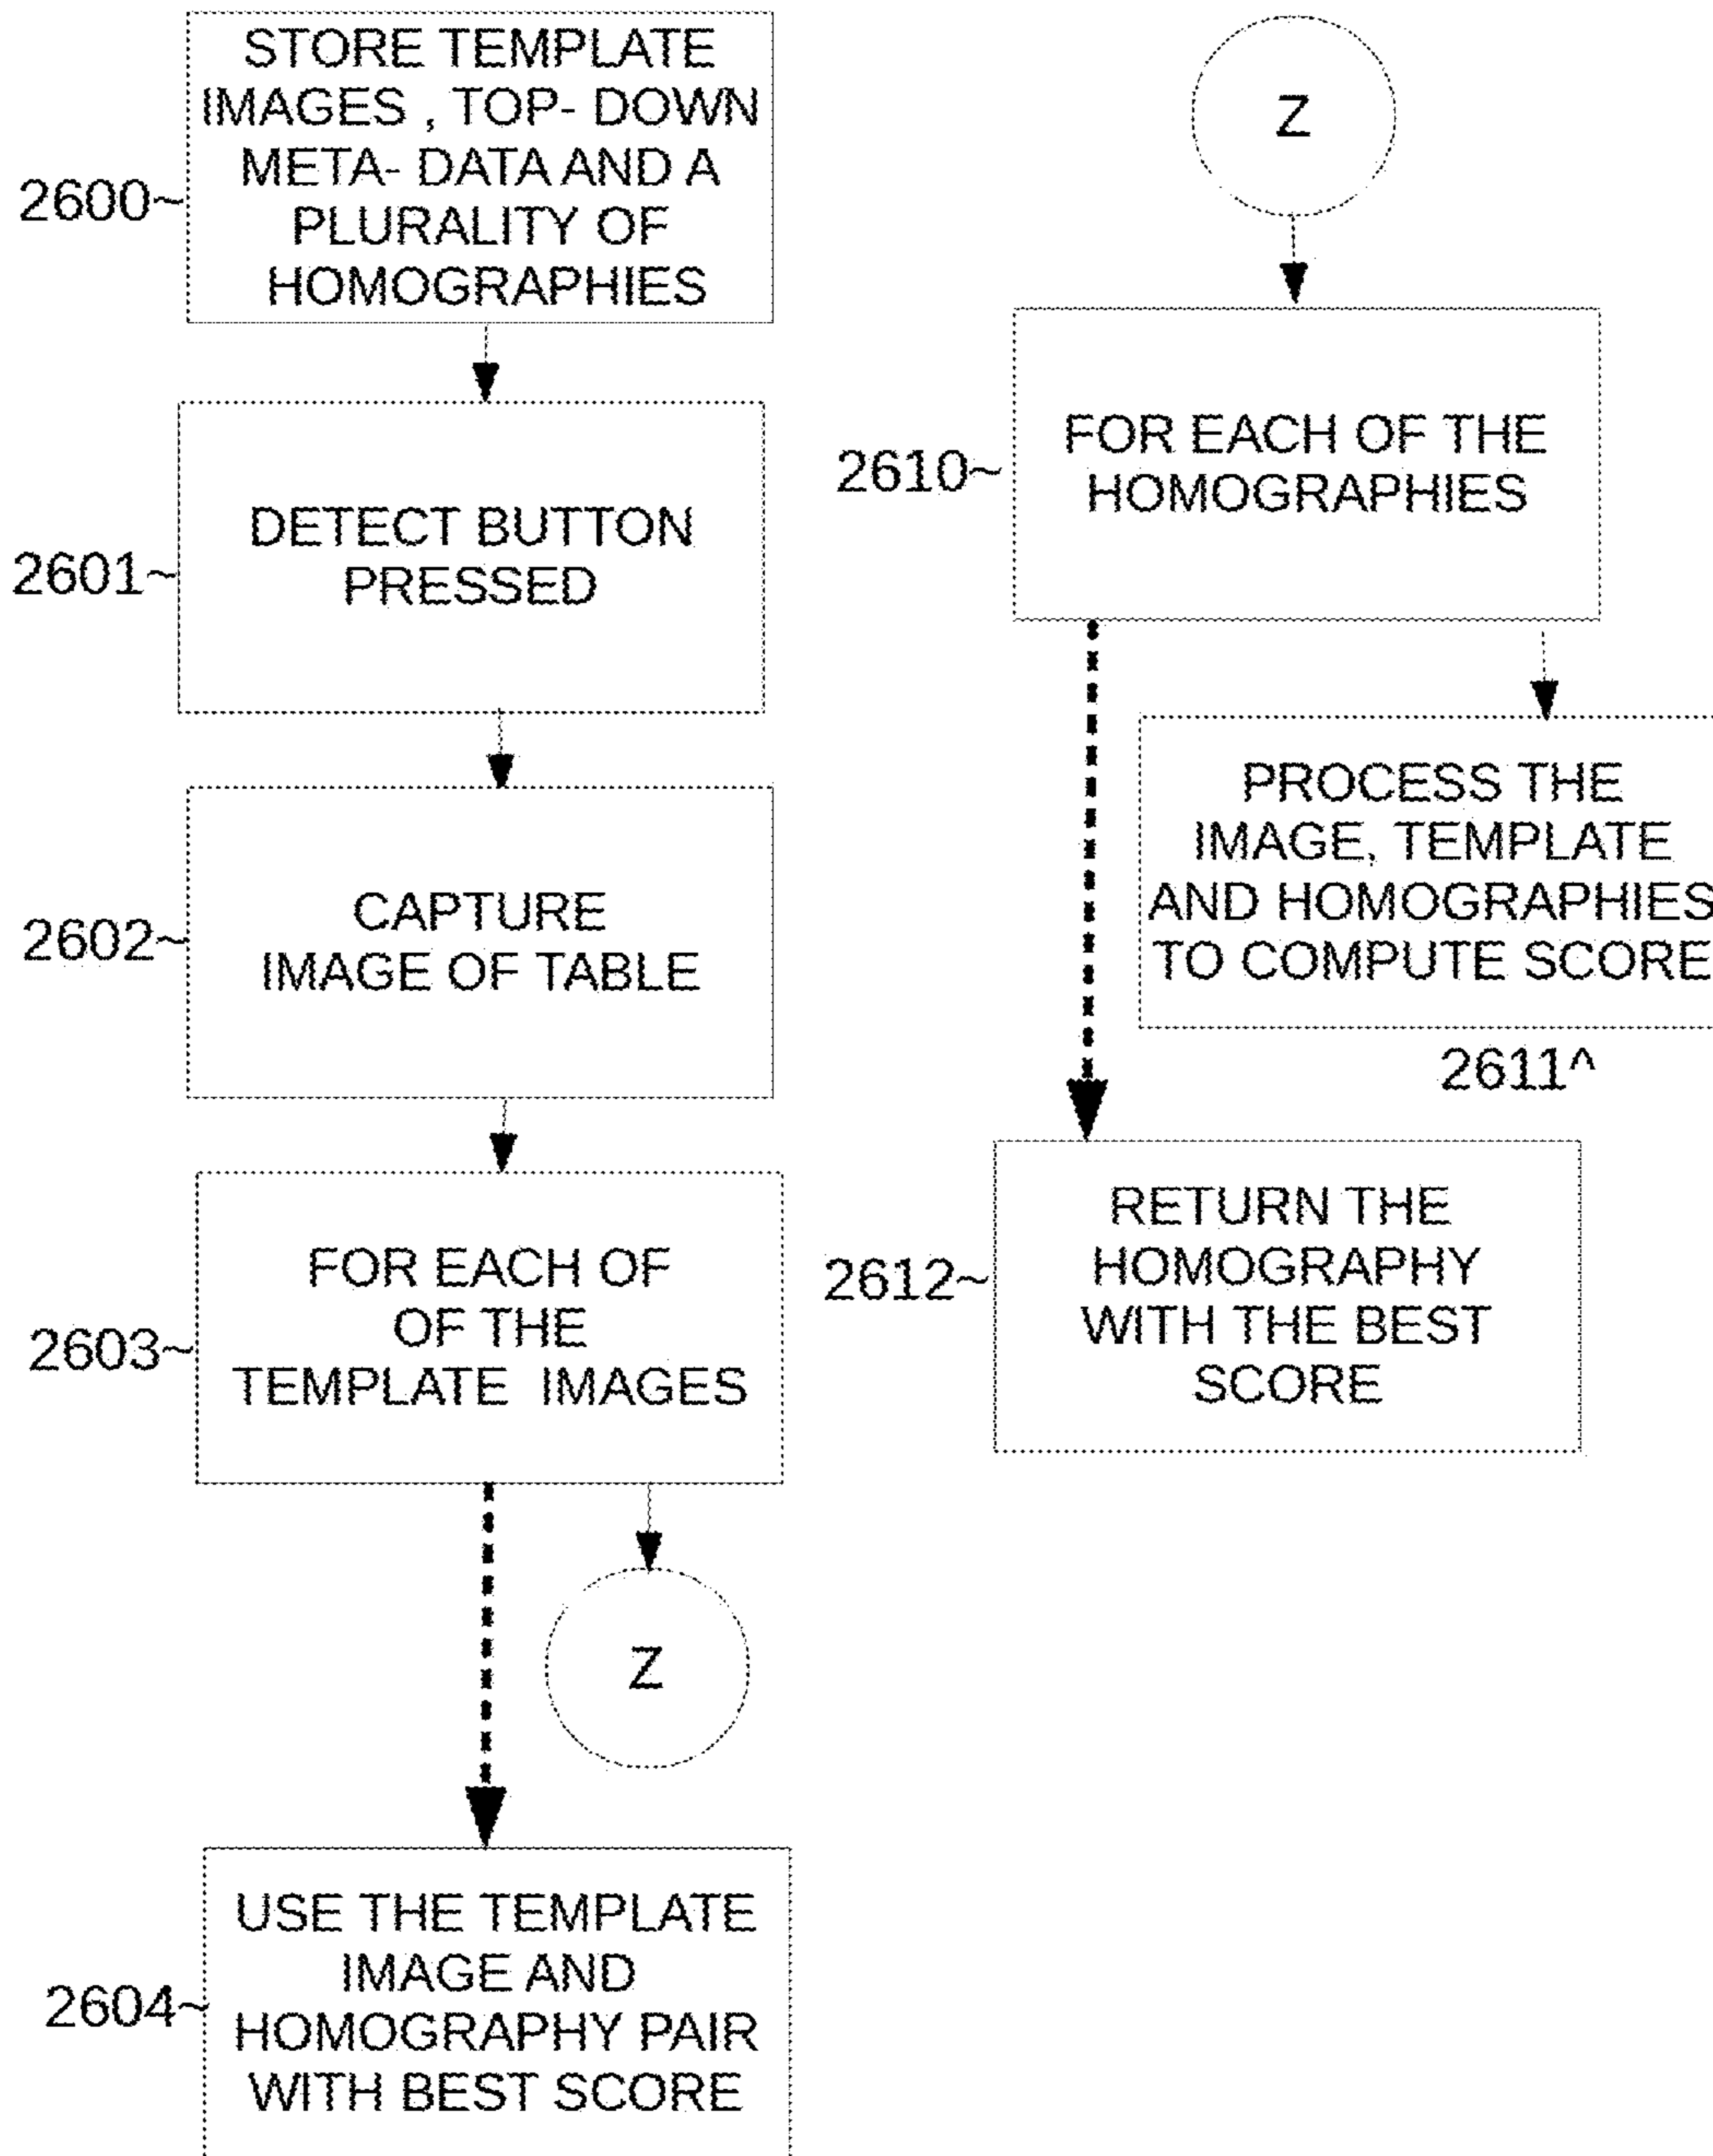 STORE TEMPLATE
IMAGES , TOP- DOWN
META- DATA AND A
PLURALITY OF
HOMOGRAPHIES
2600~
DETECT BUTTON
PRESSED
2601~
CAPTURE
IMAGE OF TABLE
2602~
FOR EACH OF
OF THE
TEMPLATE IMAGES
2603~
Z
USE THE TEMPLATE
IMAGE AND
HOMOGRAPHY PAIR
WITH BEST SCORE
2604~
Z
FOR EACH OF THE
HOMOGRAPHIES
2610~
PROCESS THE
IMAGE, TEMPLATE
AND HOMOGRAPHIES
TO COMPUTE SCORE
2611^
RETURN THE
HOMOGRAPHY
WITH THE BEST
SCORE
2612~